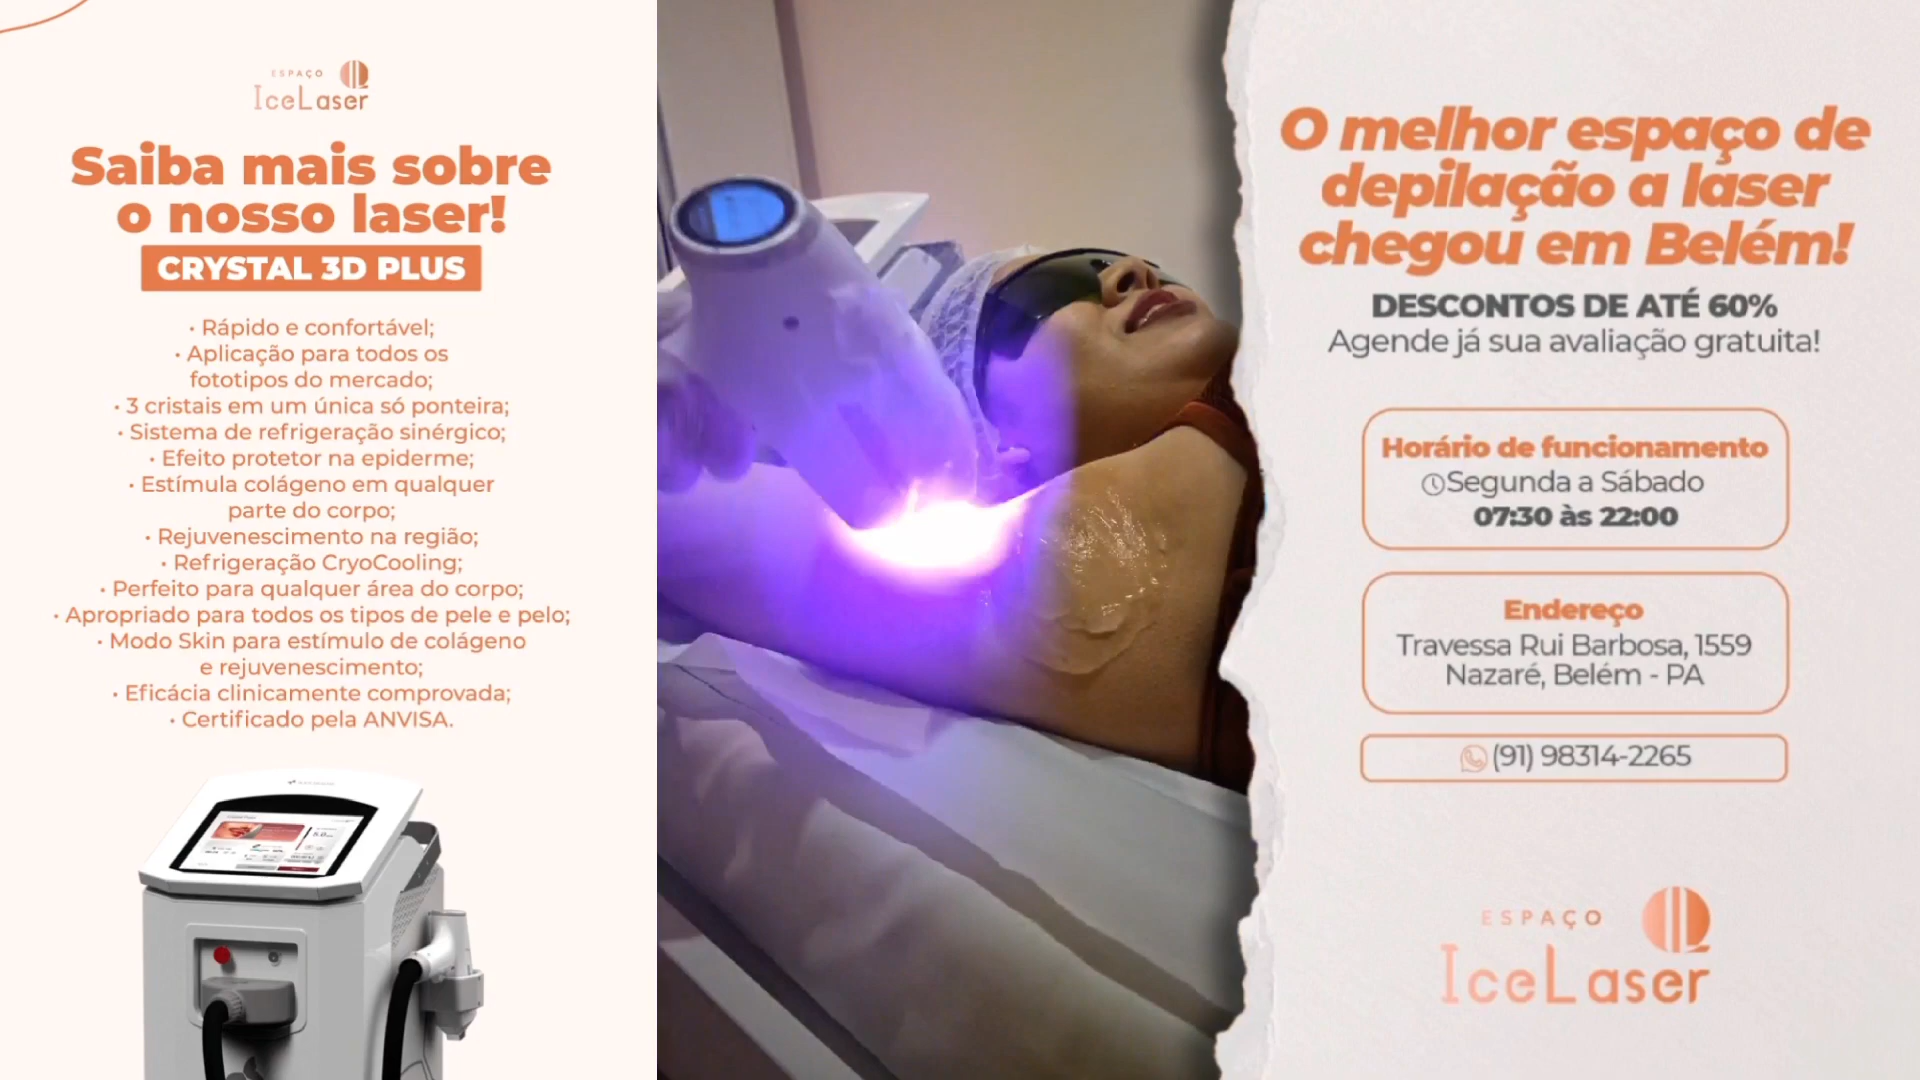 ESPAÇO
IceLaser
Saiba mais sobre
o nosso laser!
CRYSTAL 3D PLUS
• Rápido e confortável;
• Aplicação para todos os
fototipos do mercado;
• 3 cristais em um única só ponteira;
• Sistema de refrigeração sinérgico;
• Efeito protetor na epiderme;
• Estímula colágeno em qualquer
parte do corpo;
• Rejuvenescimento na região;
• Refrigeração CryoCooling;
• Perfeito para qualquer área do corpo;
• Apropriado para todos os tipos de pele e pelo;
• Modo Skin para estímulo de colágeno
e rejuvenescimento;
• Eficácia clinicamente comprovada;
• Certificado pela ANVISA.
O melhor espaço de
depilação a laser
chegou em Belém!
DESCONTOS DE ATÉ 60%
Agende já sua avaliação gratuita!
Horário de funcionamento
Segunda a Sábado
07:30 às 22:00
Endereço
Travessa Rui Barbosa, 1559
Nazaré, Belém - PA
(91) 98314-2265
ESPAÇO
IceLaser